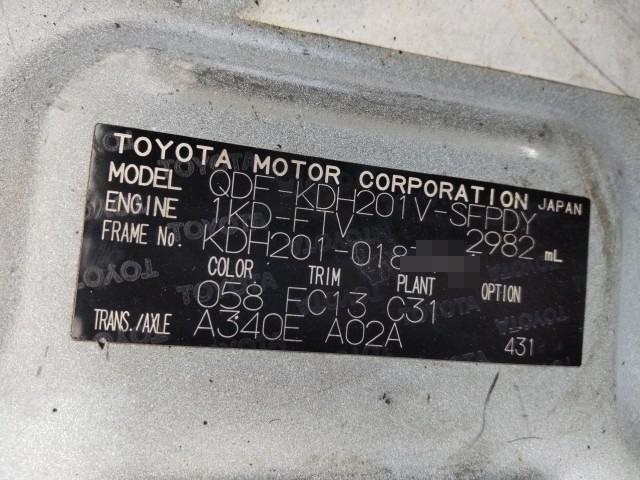 TOYOTA MOTOR CORPORATION JAPAN
MODEL QDF-KDH201V-SFPDY
ENGINE 1KD-FTV 2982 mL
FRAME No. KDH201-018
COLOR TRIM PLANT OPTION
058 FC13 C31
TRANS./AXLE A340E A02A 431